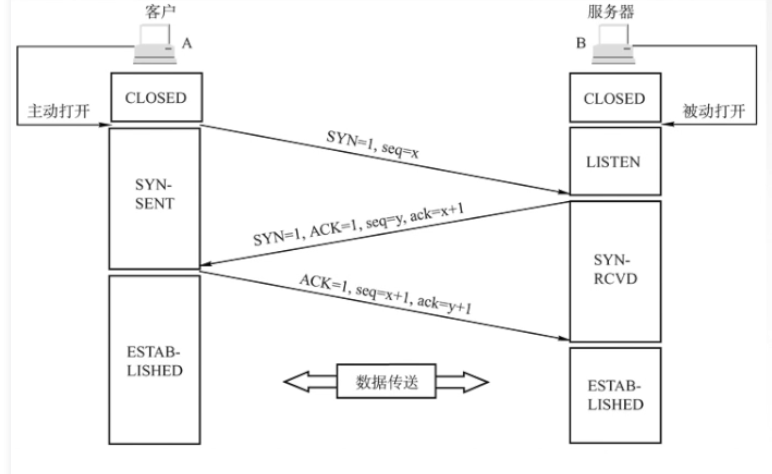 客户
服务器
A
B
CLOSED
CLOSED
主动打开
被动打开
SYN=1, seq=x
LISTEN
SYN-
SENT
SYN=1, ACK=1, seq=y, ack=x+1
SYN-
RCVD
ACK=1, seq=x+1, ack=y+1
ESTAB-
LISHED
数据传送
ESTAB-
LISHED